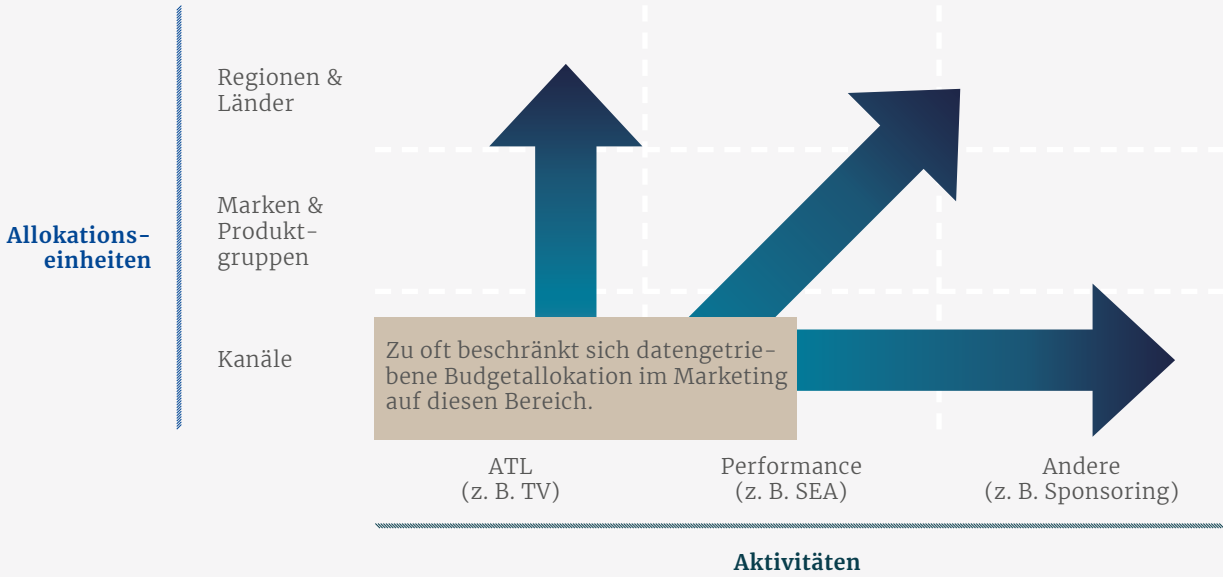 Regionen &
Länder
Marken &
Produkt-
gruppen
Allokations-
einheiten
Kanäle
Zu oft beschränkt sich datengetrie-
bene Budgetallokation im Marketing
auf diesen Bereich.
ATL
(z. B. TV)
Performance
(z. B. SEA)
Andere
(z. B. Sponsoring)
Aktivitäten